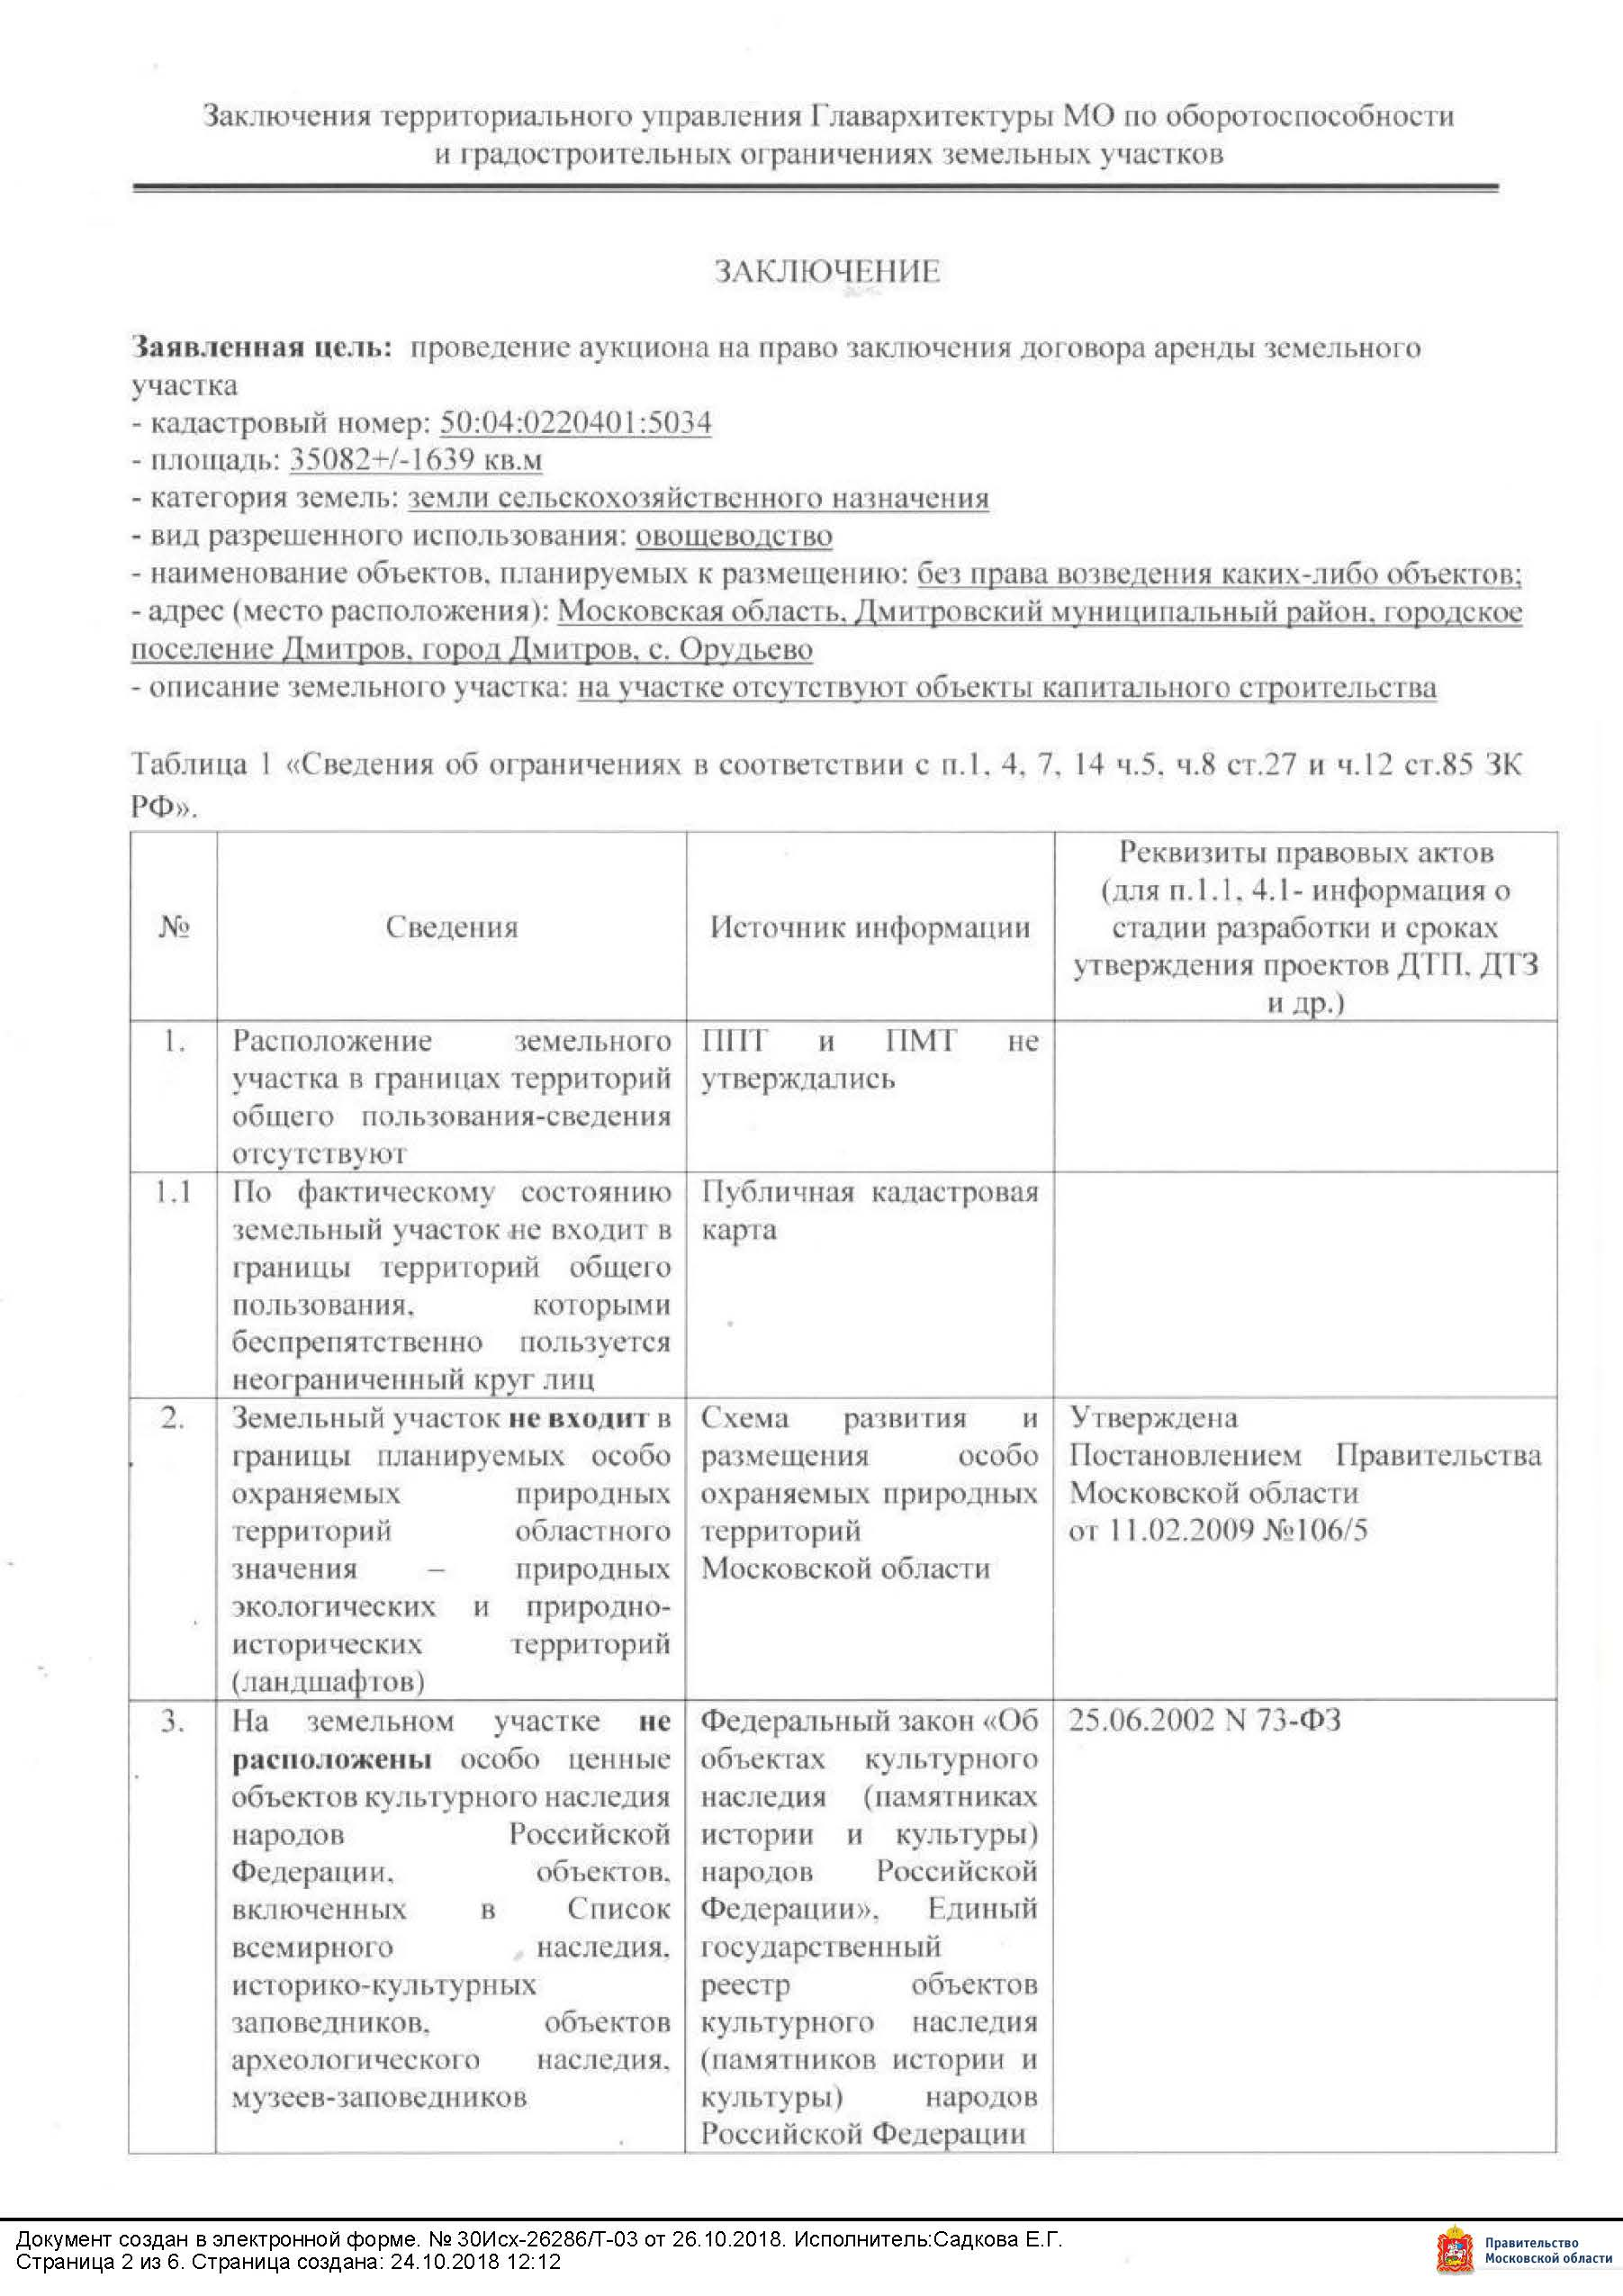 Заключения территориального управления Главархитектуры МО по оборотоспособности
и градостроительных ограничениях земельных участков
ЗАКЛЮЧЕНИЕ
Заявленная цель: проведение аукциона на право заключения договора аренды земельного
участка
- кадастровый номер: 50:04:0220401:5034
- площадь: 35082+/-1639 кв.м
- категория земель: земли сельскохозяйственного назначения
- вид разрешенного использования: овощеводство
- наименование объектов, планируемых к размещению: без права возведения каких-либо объектов;
- адрес (место расположения): Московская область, Дмитровский муниципальный район, городское
поселение Дмитров, город Дмитров, с. Орудьево
- описание земельного участка: на участке отсутствуют объекты капитального строительства
Таблица 1 «Сведения об ограничениях в соответствии с п.1, 4, 7, 14 ч.5, ч.8 ст.27 и ч.12 ст.85 ЗК
РФ».
№
Сведения
Источник информации
Реквизиты правовых актов
(для п.1.1, 4.1- информация о
стадии разработки и сроках
утверждения проектов ДТП, ДТЗ
и др.)
1.
Расположение земельного
участка в границах территорий
общего пользования-сведения
отсутствуют
ППТ и ПМТ не
утверждались
1.1
По фактическому состоянию
земельный участок не входит в
границы территорий общего
пользования, которыми
беспрепятственно пользуется
неограниченный круг лиц
Публичная кадастровая
карта
2.
Земельный участок не входит в
границы планируемых особо
охраняемых природных
территорий областного
значения – природных
экологических и природно-
исторических территорий
(ландшафтов)
Схема развития и
размещения особо
охраняемых природных
территорий
Московской области
Утверждена
Постановлением Правительства
Московской области
от 11.02.2009 №106/5
3.
На земельном участке не
расположены особо ценные
объектов культурного наследия
народов Российской
Федерации, объектов,
включенных в Список
всемирного наследия,
историко-культурных
заповедников, объектов
археологического наследия,
музеев-заповедников
Федеральный закон «Об
объектах культурного
наследия (памятниках
истории и культуры)
народов Российской
Федерации», Единый
государственный
реестр объектов
культурного наследия
(памятников истории и
культуры) народов
Российской Федерации
25.06.2002 N 73-ФЗ
Документ создан в электронной форме. № 30Исх-26286/Т-03 от 26.10.2018. Исполнитель:Садкова Е.Г.
Страница 2 из 6. Страница создана: 24.10.2018 12:12
Правительство
Московской области